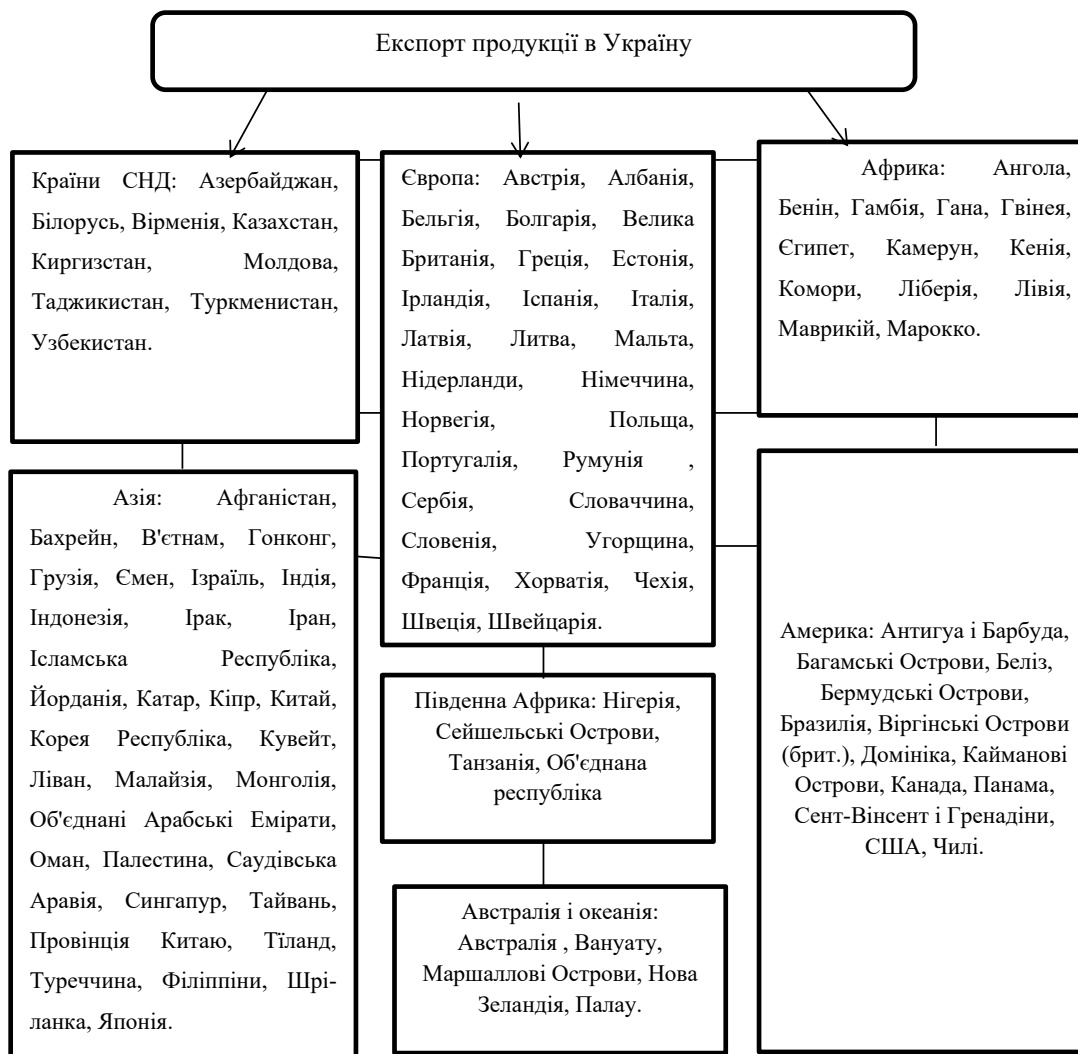 Експорт продукції в Україну
Країни СНД: Азербайджан,
Білорусь, Вірменія, Казахстан,
Киргизстан, Молдова,
Таджикистан, Туркменистан,
Узбекистан.
Європа: Австрія, Албанія,
Бельгія, Болгарія, Велика
Британія, Греція, Естонія,
Ірландія, Іспанія, Італія,
Латвія, Литва, Мальта,
Нідерланди, Німеччина,
Норвегія, Польща,
Португалія, Румунія ,
Сербія, Словаччина,
Словенія, Угорщина,
Франція, Хорватія, Чехія,
Швеція, Швейцарія.
Африка: Ангола,
Бенін, Гамбія, Гана, Гвінея,
Єгипет, Камерун, Кенія,
Комори, Ліберія, Лівія,
Маврикій, Марокко.
Азія: Афганістан,
Бахрейн, В'єтнам, Гонконг,
Грузія, Ємен, Ізраїль, Індія,
Індонезія, Ірак, Іран,
Ісламська Республіка,
Йорданія, Катар, Кіпр, Китай,
Корея Республіка, Кувейт,
Ліван, Малайзія, Монголія,
Об'єднані Арабські Емірати,
Оман, Палестина, Саудівська
Аравія, Сингапур, Тайвань,
Провінція Китаю, Тїланд,
Туреччина, Філіппіни, Шрі-
ланка, Японія.
Південна Африка: Нігерія,
Сейшельські Острови,
Танзанія, Об'єднана
республіка
Австралія і океанія:
Австралія , Вануату,
Маршаллові Острови, Нова
Зеландія, Палау.
Америка: Антигуа і Барбуда,
Багамські Острови, Беліз,
Бермудські Острови,
Бразилія, Віргінські Острови
(брит.), Домініка, Кайманові
Острови, Канада, Панама,
Сент-Вінсент і Гренадіни,
США, Чилі.